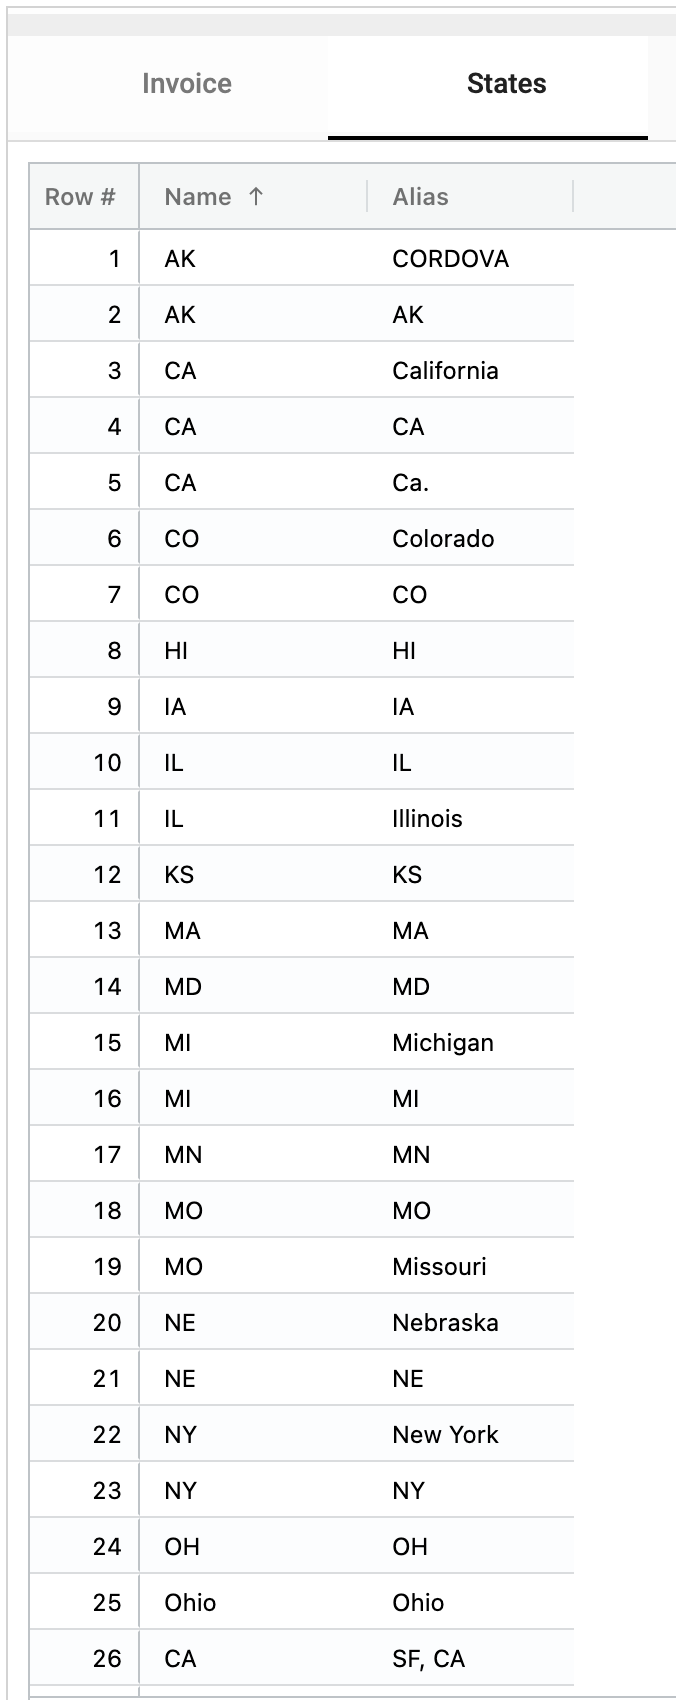 Invoice States
Row # Name ↑ Alias
1 AK CORDOVA
2 AK AK
3 CA California
4 CA CA
5 CA Ca.
6 CO Colorado
7 CO CO
8 HI HI
9 IA IA
10 IL IL
11 IL Illinois
12 KS KS
13 MA MA
14 MD MD
15 MI Michigan
16 MI MI
17 MN MN
18 MO MO
19 MO Missouri
20 NE Nebraska
21 NE NE
22 NY New York
23 NY NY
24 OH OH
25 Ohio Ohio
26 CA SF, CA